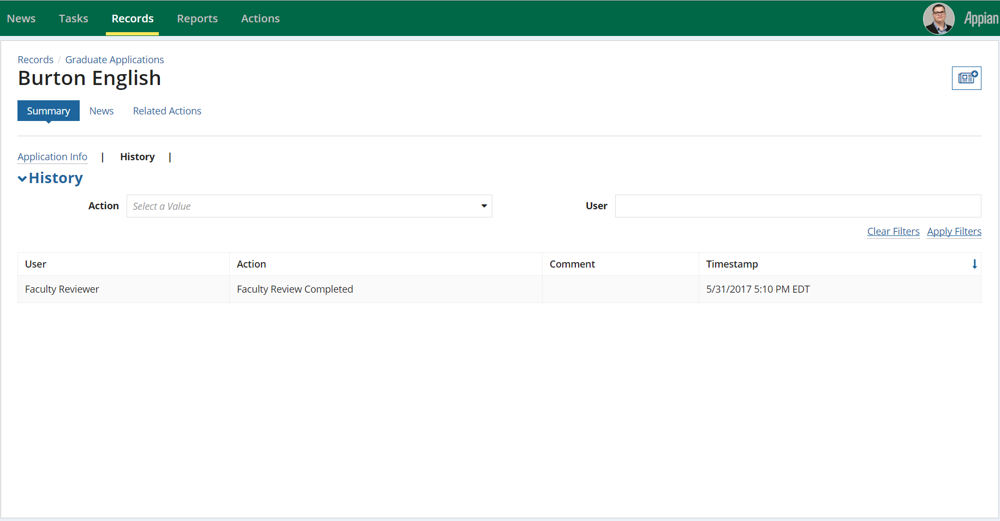 News Tasks Records Reports Actions Appian
Records / Graduate Applications
Burton English
Summary News Related Actions
Application Info | History |
History
Action Select a Value User
Clear Filters Apply Filters
User Action Comment Timestamp
Faculty Reviewer Faculty Review Completed 5/31/2017 5:10 PM EDT